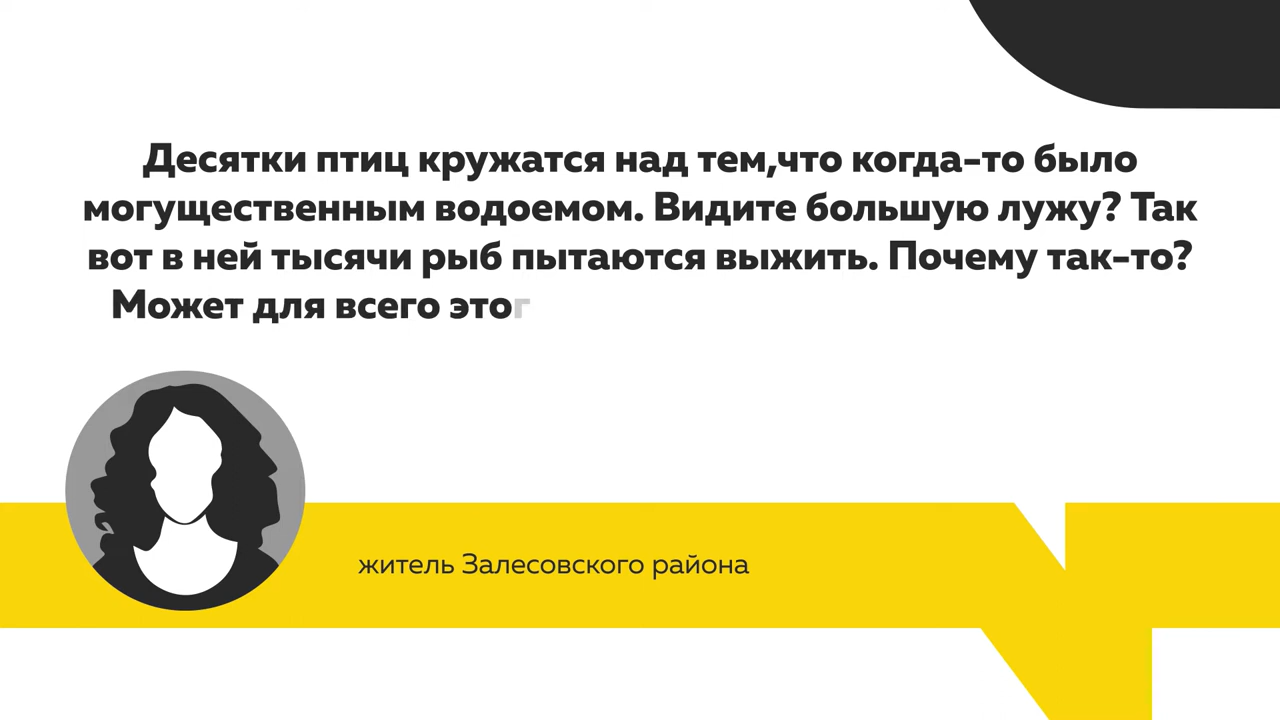 Десятки птиц кружатся над тем,что когда-то было
могущественным водоемом. Видите большую лужу? Так
вот в ней тысячи рыб пытаются выжить. Почему так-то?
Может для всего этог
житель Залесовского района